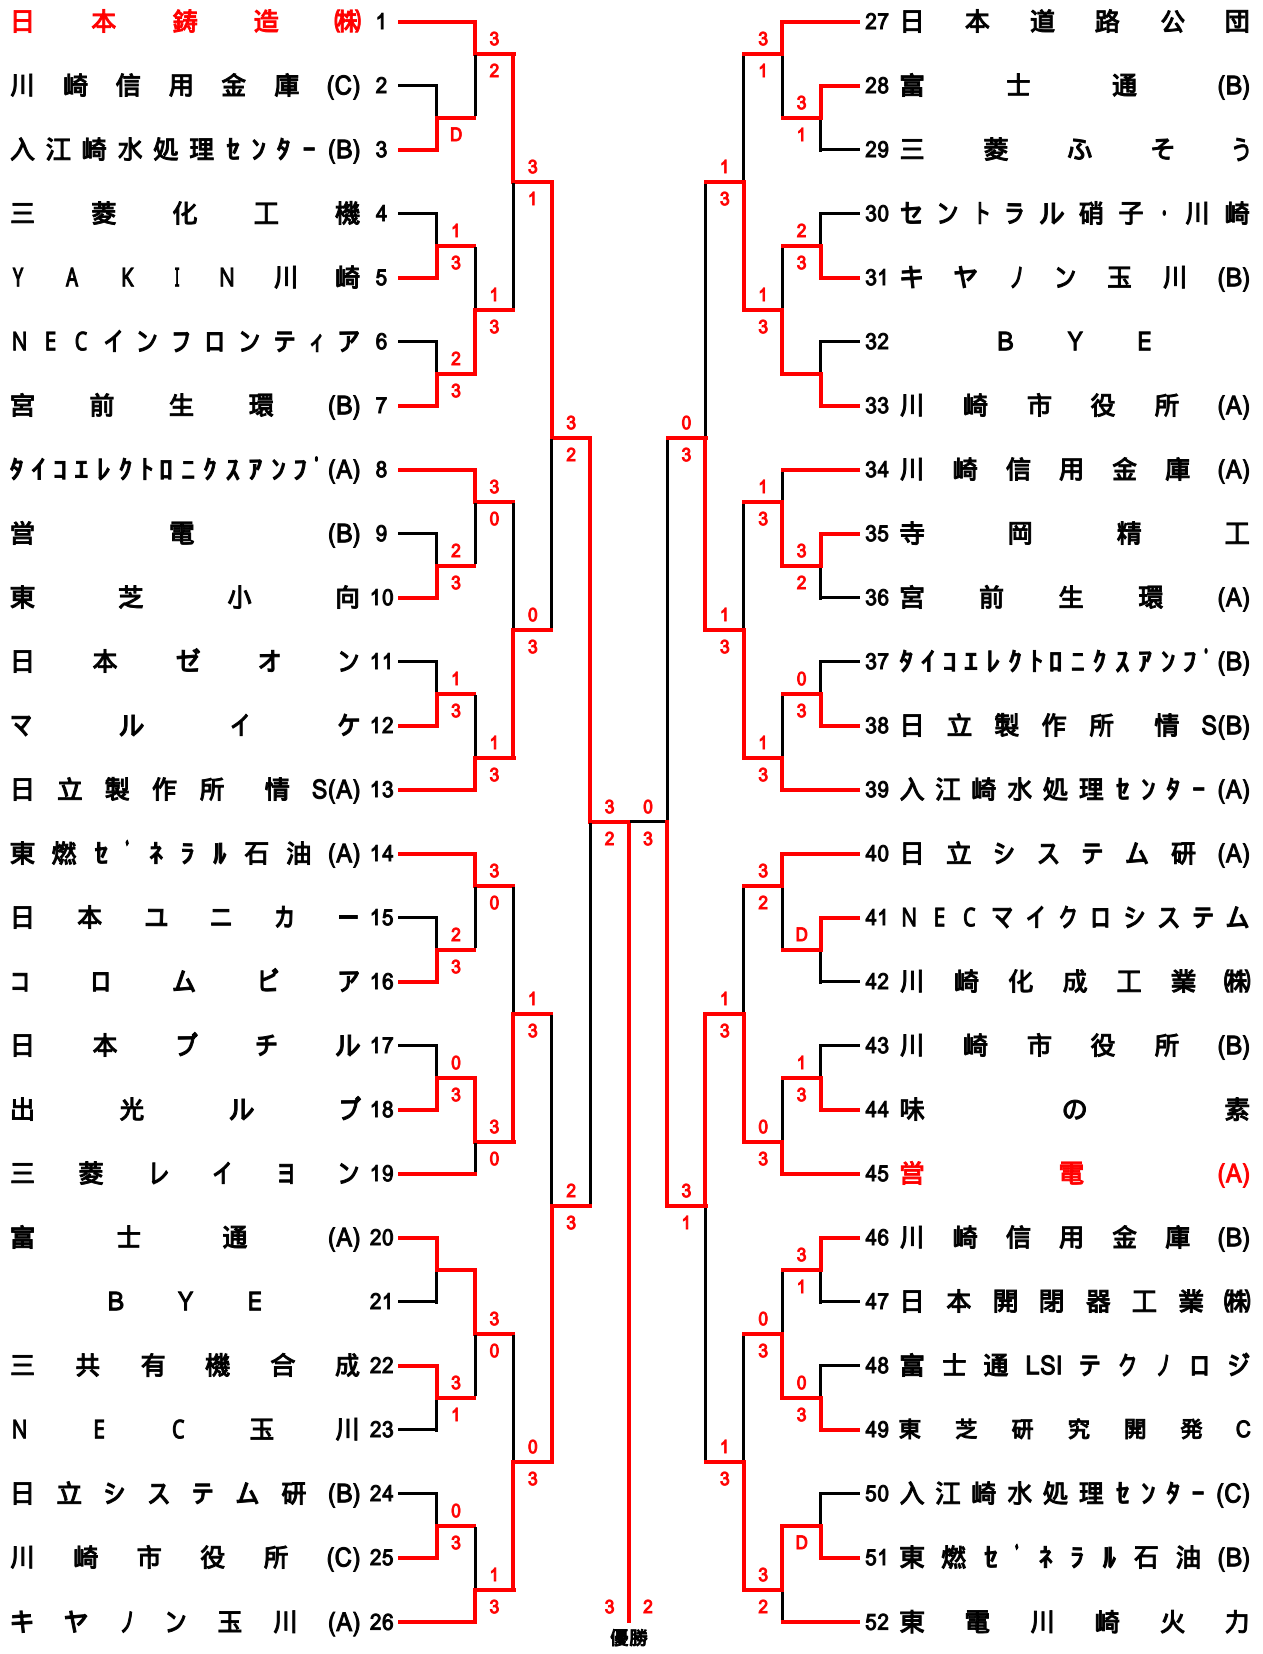 日本鋳造㈱ 1
川崎信用金庫(C) 2
入江崎水処理センター(B) 3
三菱化工機 4
YAKIN川崎 5
NECインフロンティア 6
宮前生環(B) 7
タイコエレクトロニクスアンプ(A) 8
営電(B) 9
東芝小向 10
日本ゼオン 11
マルイケ 12
日立製作所 情S(A) 13
東燃ゼネラル石油(A) 14
日本ユニカー 15
コロムビア 16
日本ブチル 17
出光ルブ 18
三菱レイヨン 19
富士通(A) 20
BYE 21
三共有機合成 22
NEC玉川 23
日立システム研(B) 24
川崎市役所(C) 25
キヤノン玉川(A) 26
3
2
D
3
1
1
3
1
3
2
3
3
2
3
0
2
3
0
3
1
3
1
3
3
2
3
0
2
3
1
3
0
3
3
0
2
3
3
0
3
1
0
3
0
3
1
3
3 2
優勝
0
3
3
1
3
1
1
3
2
3
1
3
0
3
1
3
3
2
1
3
0
3
1
3
3
2
D
1
3
1
3
0
3
3
1
3
1
0
3
0
3
1
3
D
3
2
27 日本道路公団
28 富士通(B)
29 三菱ふそう
30 セントラル硝子・川崎
31 キヤノン玉川(B)
32 BYE
33 川崎市役所(A)
34 川崎信用金庫(A)
35 寺岡精工
36 宮前生環(A)
37 タイコエレクトロニクスアンプ(B)
38 日立製作所 情S(B)
39 入江崎水処理センター(A)
40 日立システム研(A)
41 NECマイクロシステム
42 川崎化成工業㈱
43 川崎市役所(B)
44 味の素
45 営電(A)
46 川崎信用金庫(B)
47 日本開閉器工業㈱
48 富士通LSIテクノロジ
49 東芝研究開発C
50 入江崎水処理センター(C)
51 東燃ゼネラル石油(B)
52 東電川崎火力